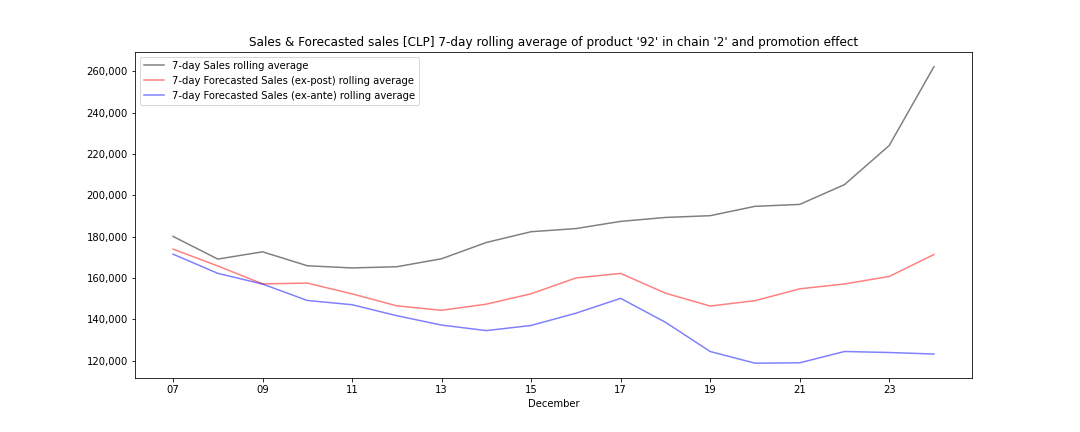 Sales & Forecasted sales [CLP] 7-day rolling average of product '92' in chain '2' and promotion effect
7-day Sales rolling average
7-day Forecasted Sales (ex-post) rolling average
7-day Forecasted Sales (ex-ante) rolling average
260,000
240,000
220,000
200,000
180,000
160,000
140,000
120,000
07 09 11 13 15 17 19 21 23
December